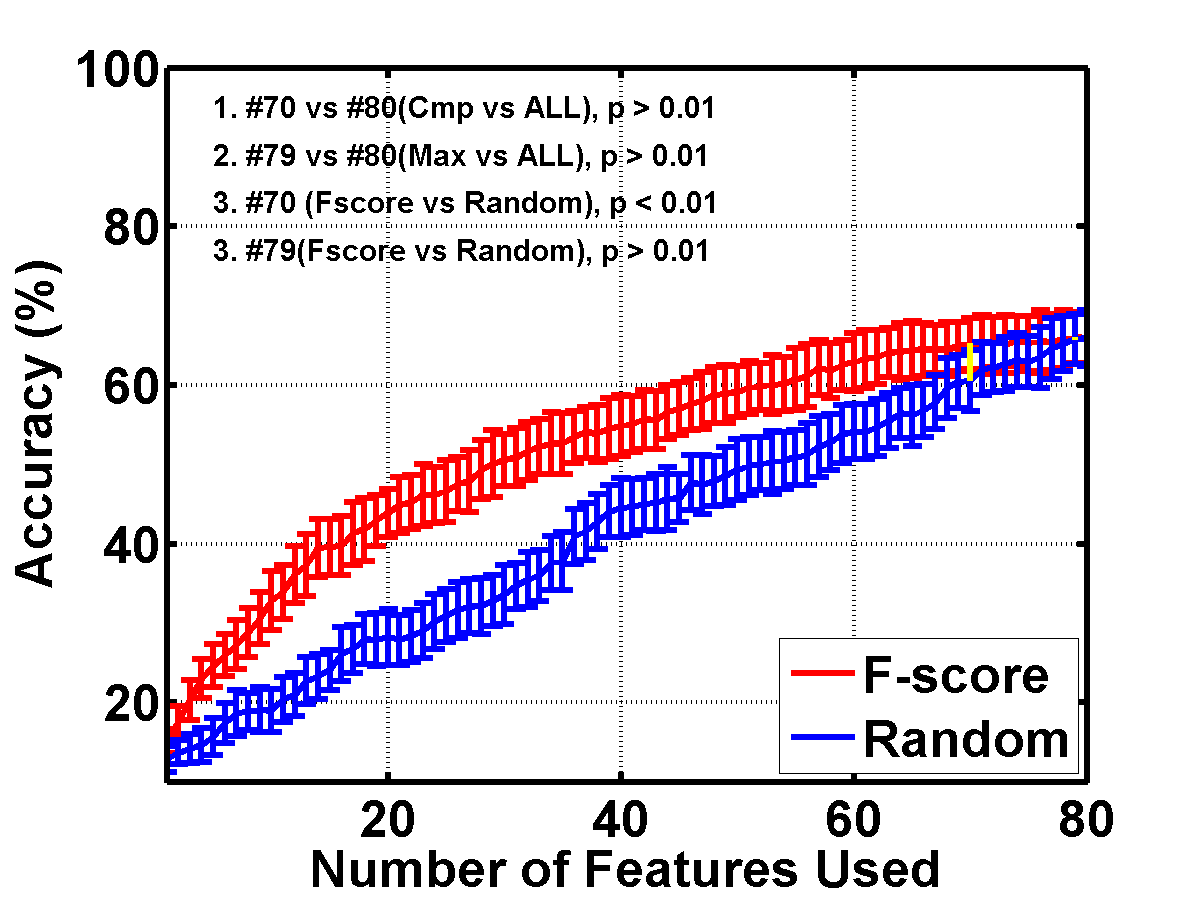 100
80
60
40
20
1. #70 vs #80(Cmp vs ALL), p > 0.01
2. #79 vs #80(Max vs ALL), p > 0.01
3. #70 (Fscore vs Random), p < 0.01
3. #79(Fscore vs Random), p > 0.01
Accuracy (%)
F-score
Random
20 40 60 80
Number of Features Used